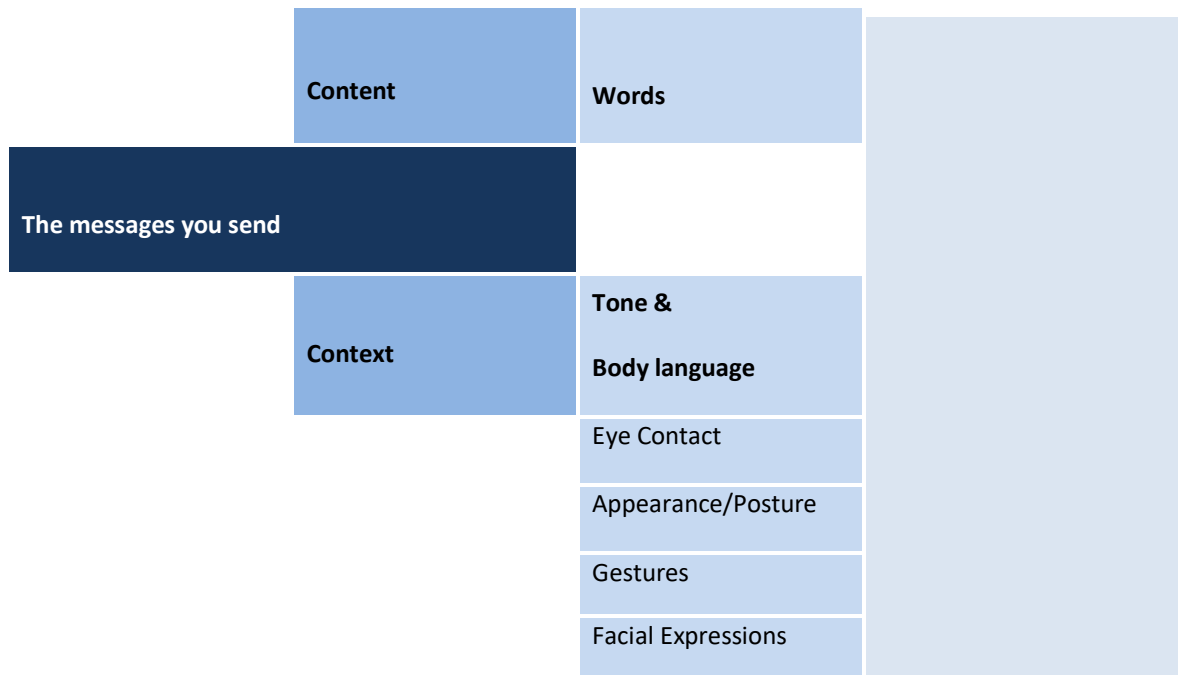 Content
Words
The messages you send
Context
Tone &
Body language
Eye Contact
Appearance/Posture
Gestures
Facial Expressions